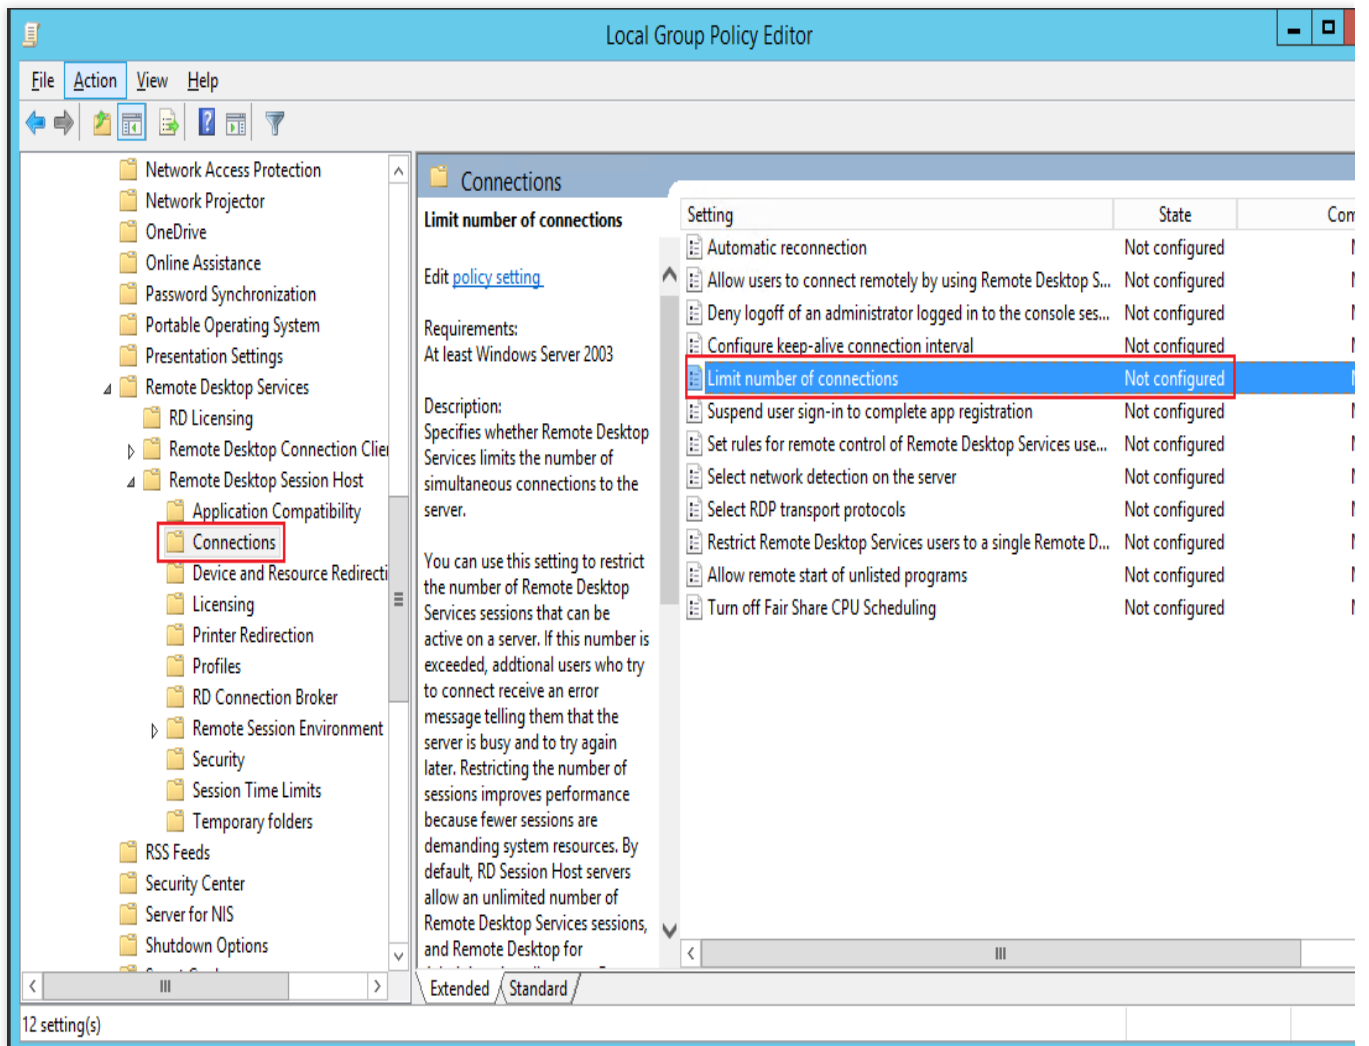 Local Group Policy Editor
File Action View Help
Network Access Protection
Network Projector
OneDrive
Online Assistance
Password Synchronization
Portable Operating System
Presentation Settings
Remote Desktop Services
RD Licensing
Remote Desktop Connection Clie
Remote Desktop Session Host
Application Compatibility
Connections
Device and Resource Redirecti
Licensing
Printer Redirection
Profiles
RD Connection Broker
Remote Session Environment
Security
Session Time Limits
Temporary folders
RSS Feeds
Security Center
Server for NIS
Shutdown Options
Connections
Limit number of connections
Edit policy setting
Requirements:
At least Windows Server 2003
Description:
Specifies whether Remote Desktop
Services limits the number of
simultaneous connections to the
server.
You can use this setting to restrict
the number of Remote Desktop
Services sessions that can be
active on a server. If this number is
exceeded, addtional users who try
to connect receive an error
message telling them that the
server is busy and to try again
later. Restricting the number of
sessions improves performance
because fewer sessions are
demanding system resources. By
default, RD Session Host servers
allow an unlimited number of
Remote Desktop Services sessions,
and Remote Desktop for
Setting State Com
Automatic reconnection Not configured
Allow users to connect remotely by using Remote Desktop S... Not configured
Deny logoff of an administrator logged in to the console ses... Not configured
Configure keep-alive connection interval Not configured
Limit number of connections Not configured
Suspend user sign-in to complete app registration Not configured
Set rules for remote control of Remote Desktop Services use... Not configured
Select network detection on the server Not configured
Select RDP transport protocols Not configured
Restrict Remote Desktop Services users to a single Remote D... Not configured
Allow remote start of unlisted programs Not configured
Turn off Fair Share CPU Scheduling Not configured
Extended Standard
12 setting(s)